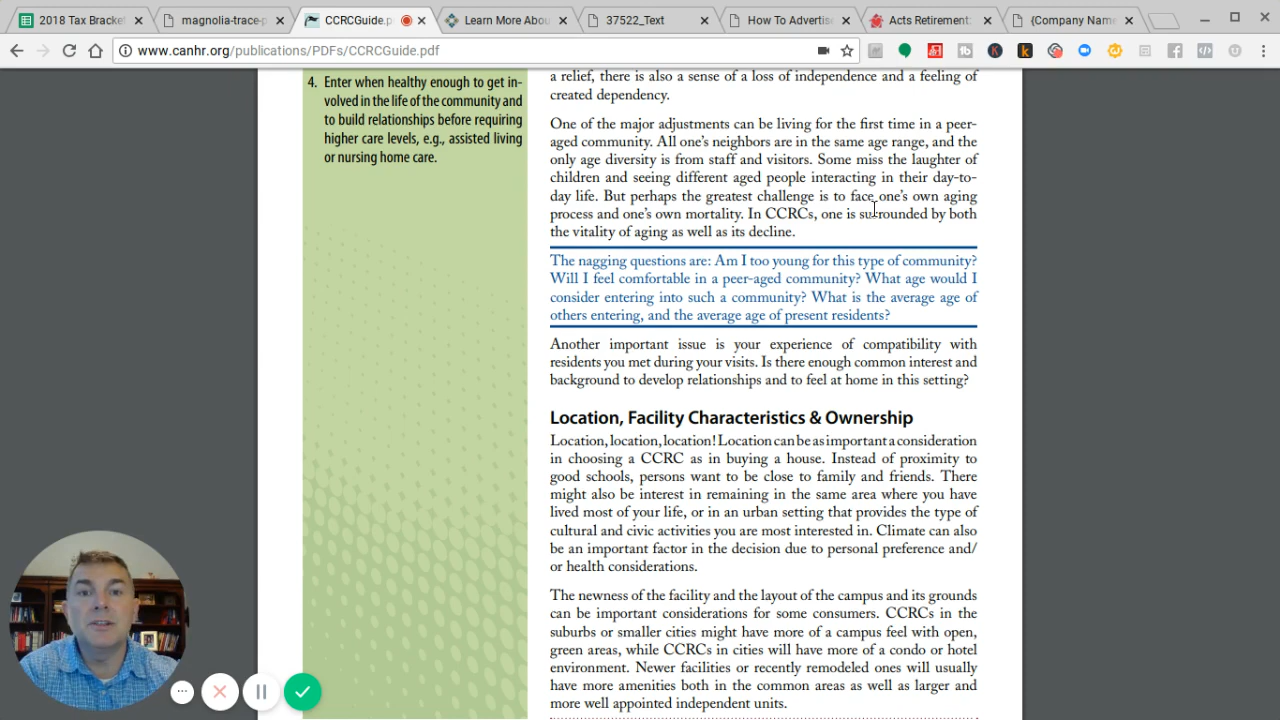 2018 Tax Bracket
magnolia-trace-p
CCRCGuide.p
Learn More Abou
37522_Text
How To Advertise
Acts Retirement
{Company Name
www.canhr.org/publications/PDFs/CCRCGuide.pdf
4. Enter when healthy enough to get in-
volved in the life of the community and
to build relationships before requiring
higher care levels, e.g., assisted living
or nursing home care.
a relief, there is also a sense of a loss of independence and a feeling of
created dependency.
One of the major adjustments can be living for the first time in a peer-
aged community. All one's neighbors are in the same age range, and the
only age diversity is from staff and visitors. Some miss the laughter of
children and seeing different aged people interacting in their day-to-
day life. But perhaps the greatest challenge is to face one's own aging
process and one's own mortality. In CCRCs, one is surrounded by both
the vitality of aging as well as its decline.
The nagging questions are: Am I too young for this type of community?
Will I feel comfortable in a peer-aged community? What age would I
consider entering into such a community? What is the average age of
others entering, and the average age of present residents?
Another important issue is your experience of compatibility with
residents you met during your visits. Is there enough common interest and
background to develop relationships and to feel at home in this setting?
Location, Facility Characteristics & Ownership
Location, location, location! Location can be as important a consideration
in choosing a CCRC as in buying a house. Instead of proximity to
good schools, persons want to be close to family and friends. There
might also be interest in remaining in the same area where you have
lived most of your life, or in an urban setting that provides the type of
cultural and civic activities you are most interested in. Climate can also
be an important factor in the decision due to personal preference and/
or health considerations.
The newness of the facility and the layout of the campus and its grounds
can be important considerations for some consumers. CCRCs in the
suburbs or smaller cities might have more of a campus feel with open,
green areas, while CCRCs in cities will have more of a condo or hotel
environment. Newer facilities or recently remodeled ones will usually
have more amenities both in the common areas as well as larger and
more well appointed independent units.